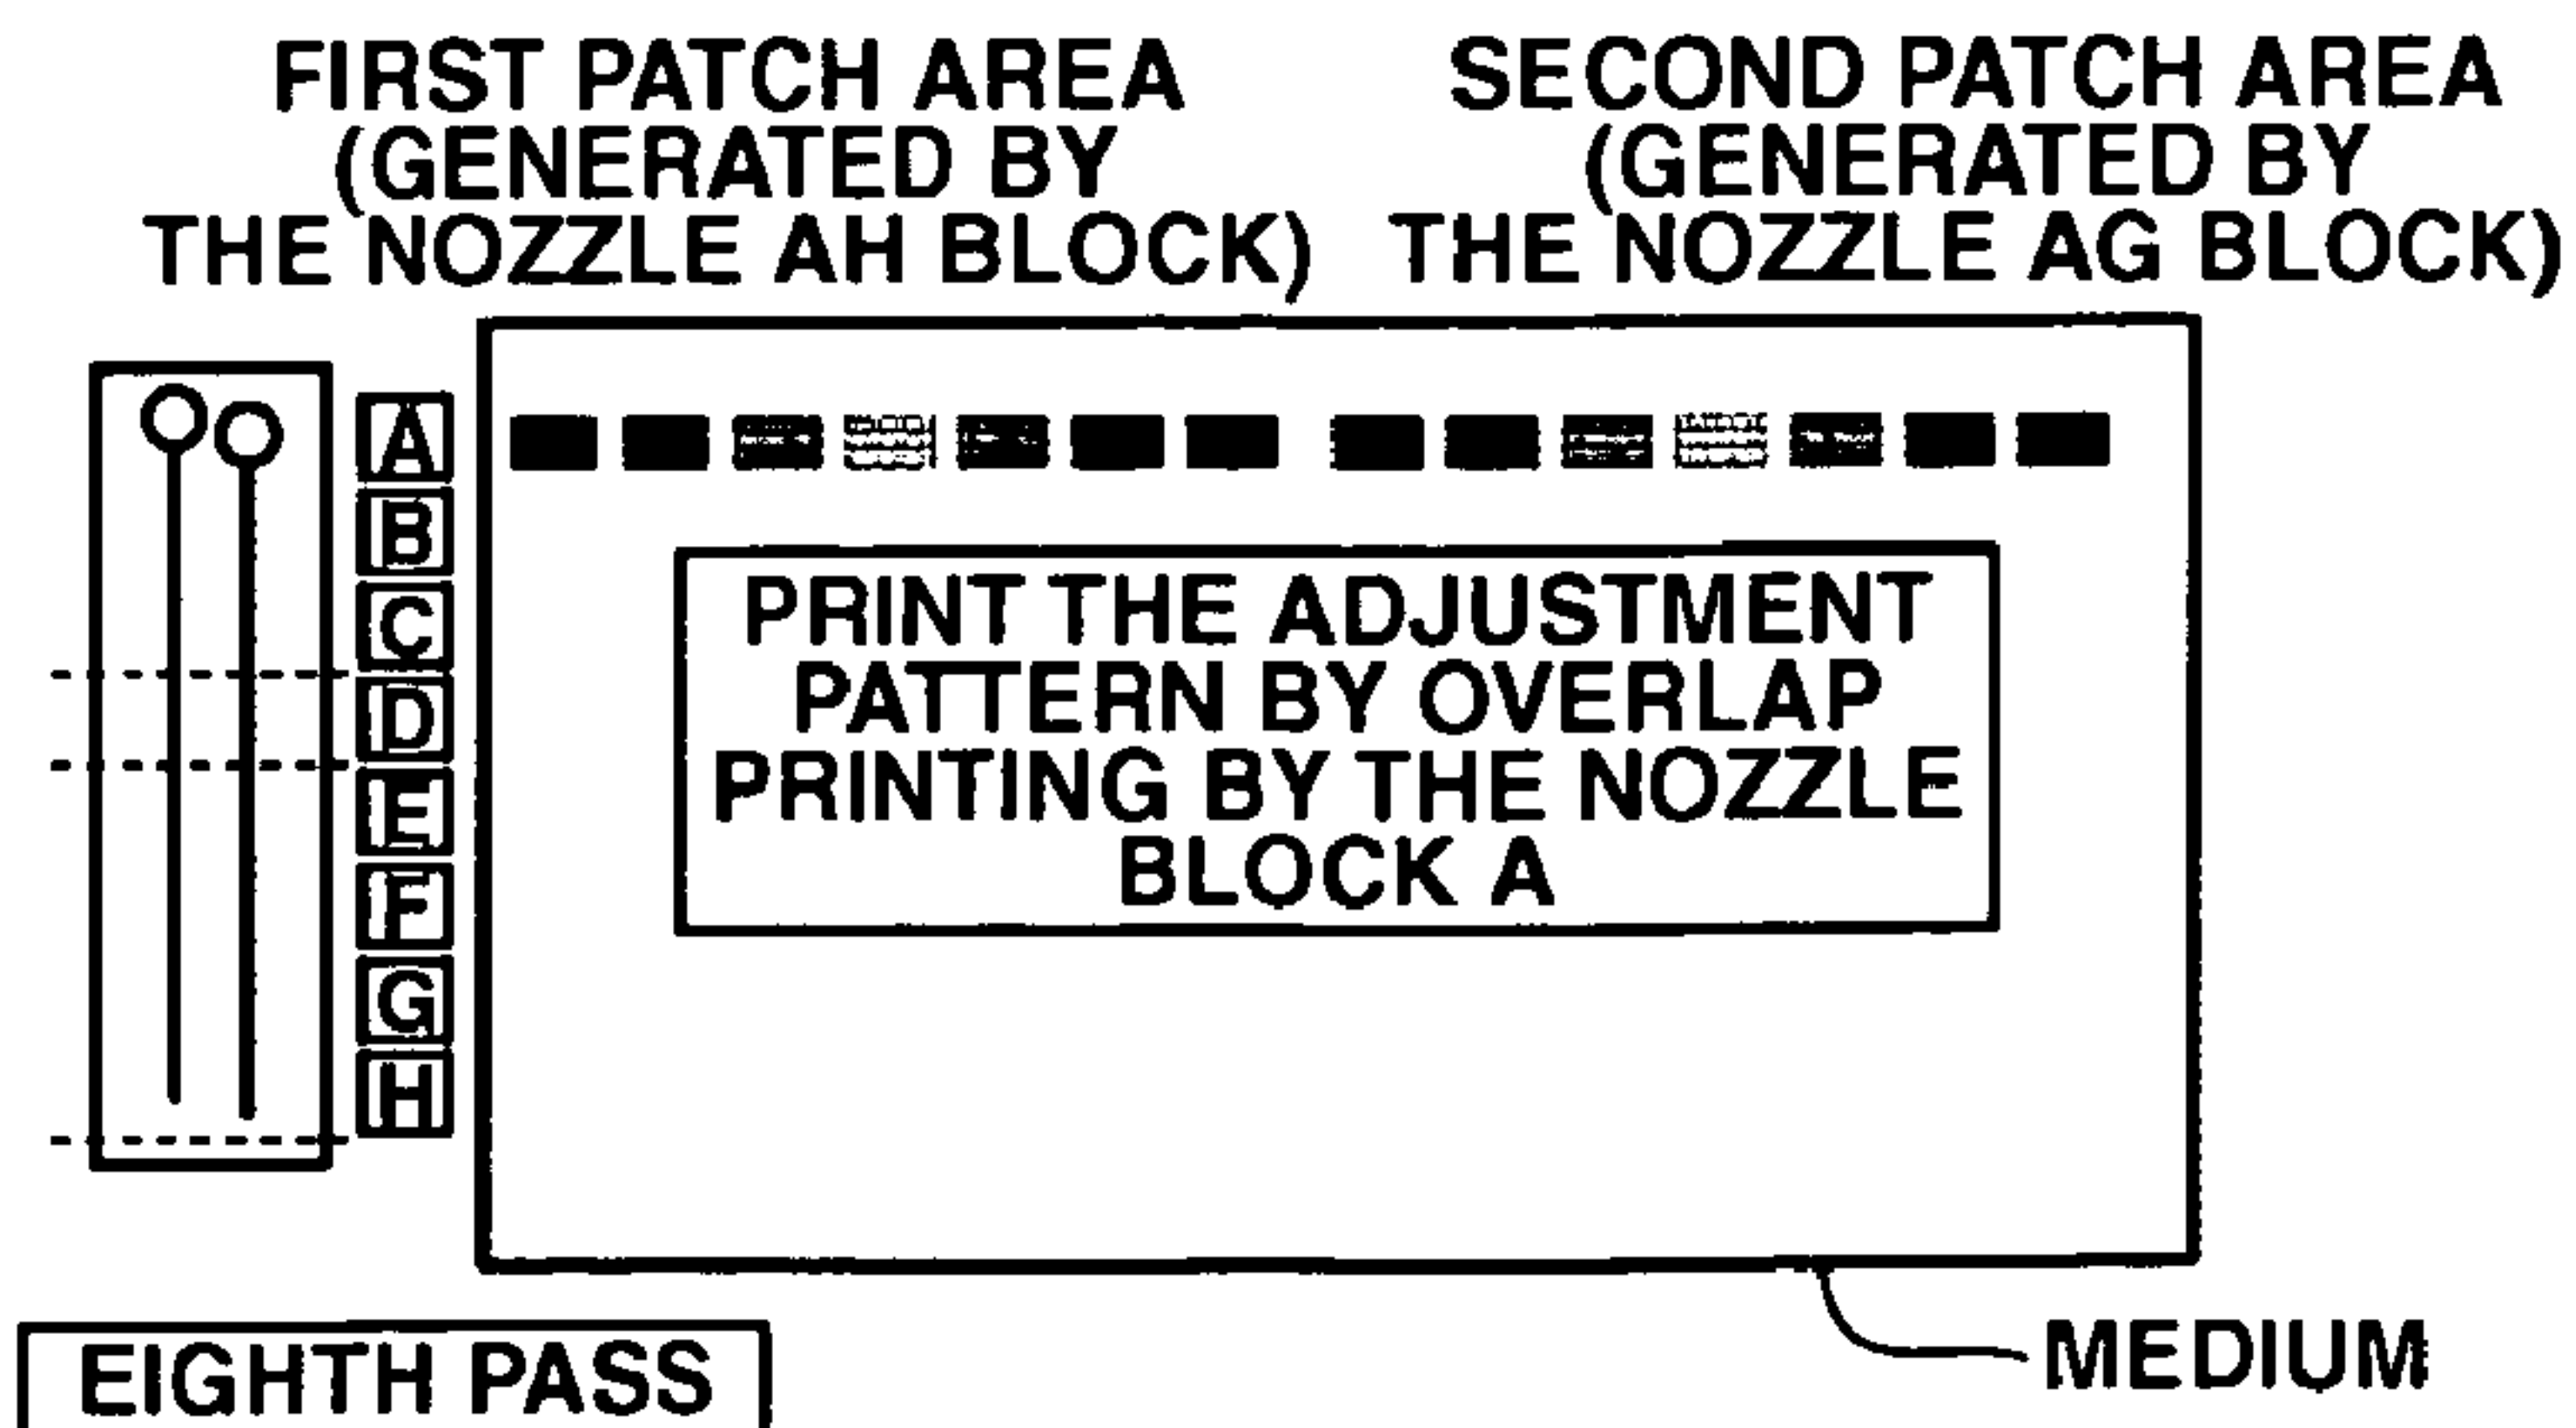 FIRST PATCH AREA
(GENERATED BY
THE NOZZLE AH BLOCK)
SECOND PATCH AREA
(GENERATED BY
THE NOZZLE AG BLOCK)
A
B
C
D
E
F
G
H
PRINT THE ADJUSTMENT
PATTERN BY OVERLAP
PRINTING BY THE NOZZLE
BLOCK A
MEDIUM
EIGHTH PASS